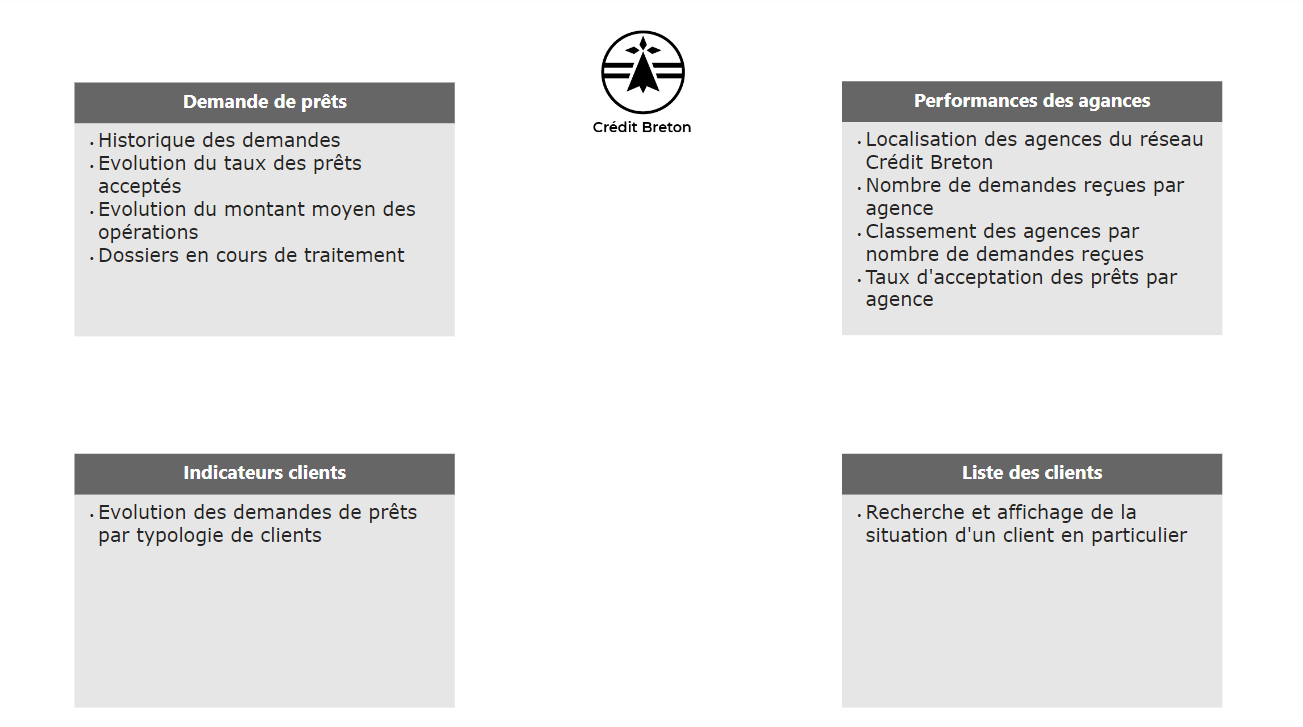 Crédit Breton
Demande de prêts
• Historique des demandes
• Evolution du taux des prêts
acceptés
• Evolution du montant moyen des
opérations
• Dossiers en cours de traitement
Performances des agances
• Localisation des agences du réseau
Crédit Breton
• Nombre de demandes reçues par
agence
• Classement des agences par
nombre de demandes reçues
• Taux d'acceptation des prêts par
agence
Indicateurs clients
• Evolution des demandes de prêts
par typologie de clients
Liste des clients
• Recherche et affichage de la
situation d'un client en particulier